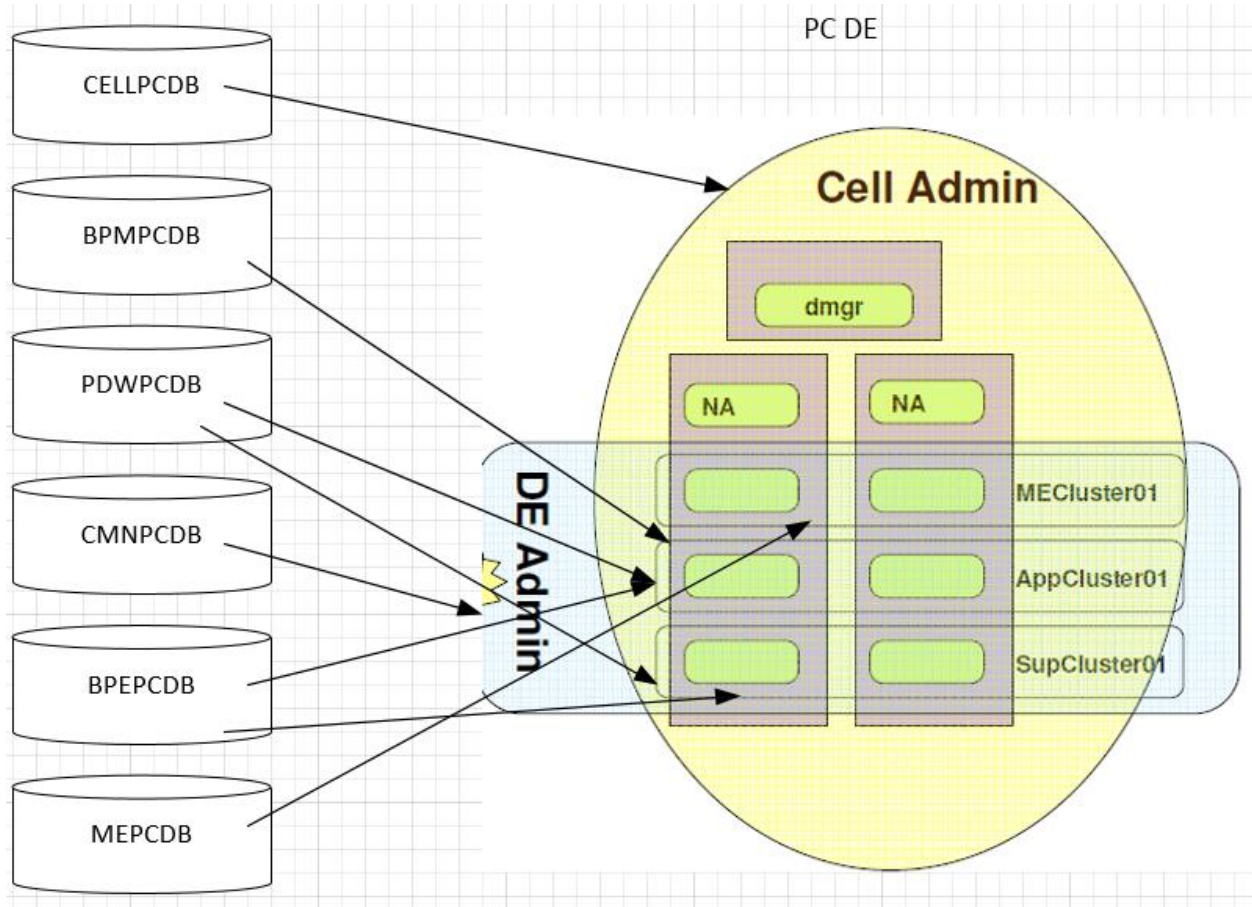 PC DE
CELLPCDB
BPMPCDB
PDWPCDB
CMNPCDB
BPEPCDB
MEPCDB
Cell Admin
dmgr
NA
NA
DE Admin
MECluster01
AppCluster01
SupCluster01